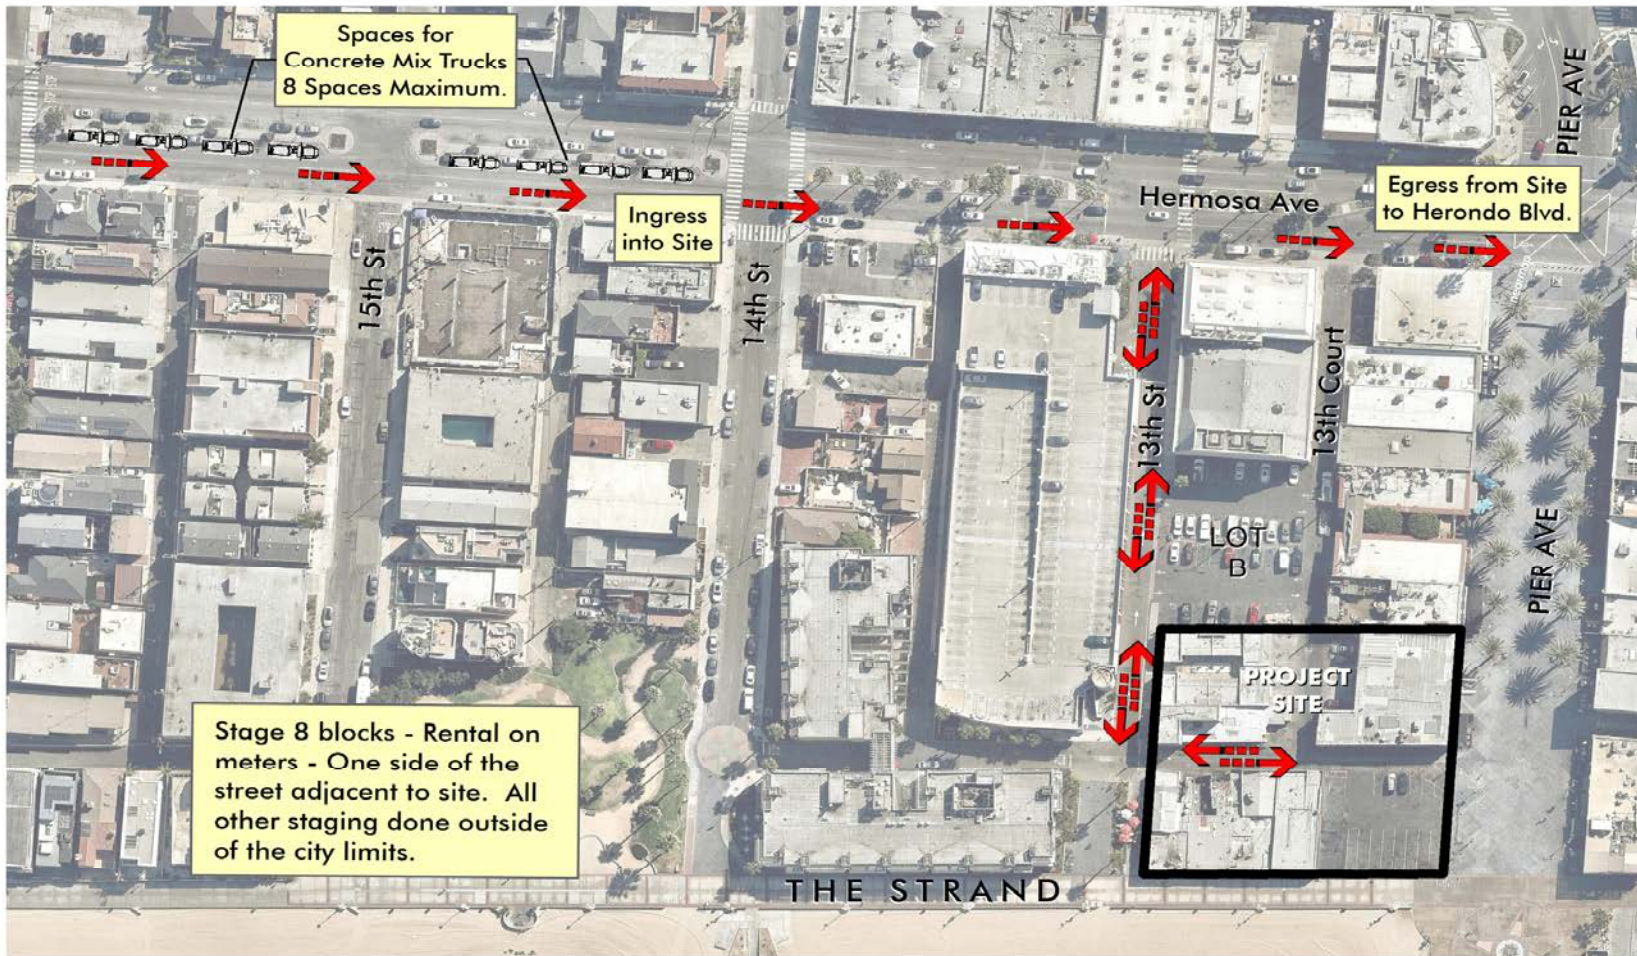 Spaces for
Concrete Mix Trucks
8 Spaces Maximum.
PIER AVE
Hermosa Ave
Egress from Site
to Herondo Blvd.
Ingress
into Site
15th St
14th St
13th St
13th Court
LOT
B
PIER AVE
PROJECT
SITE
Stage 8 blocks - Rental on
meters - One side of the
street adjacent to site. All
other staging done outside
of the city limits.
THE STRAND